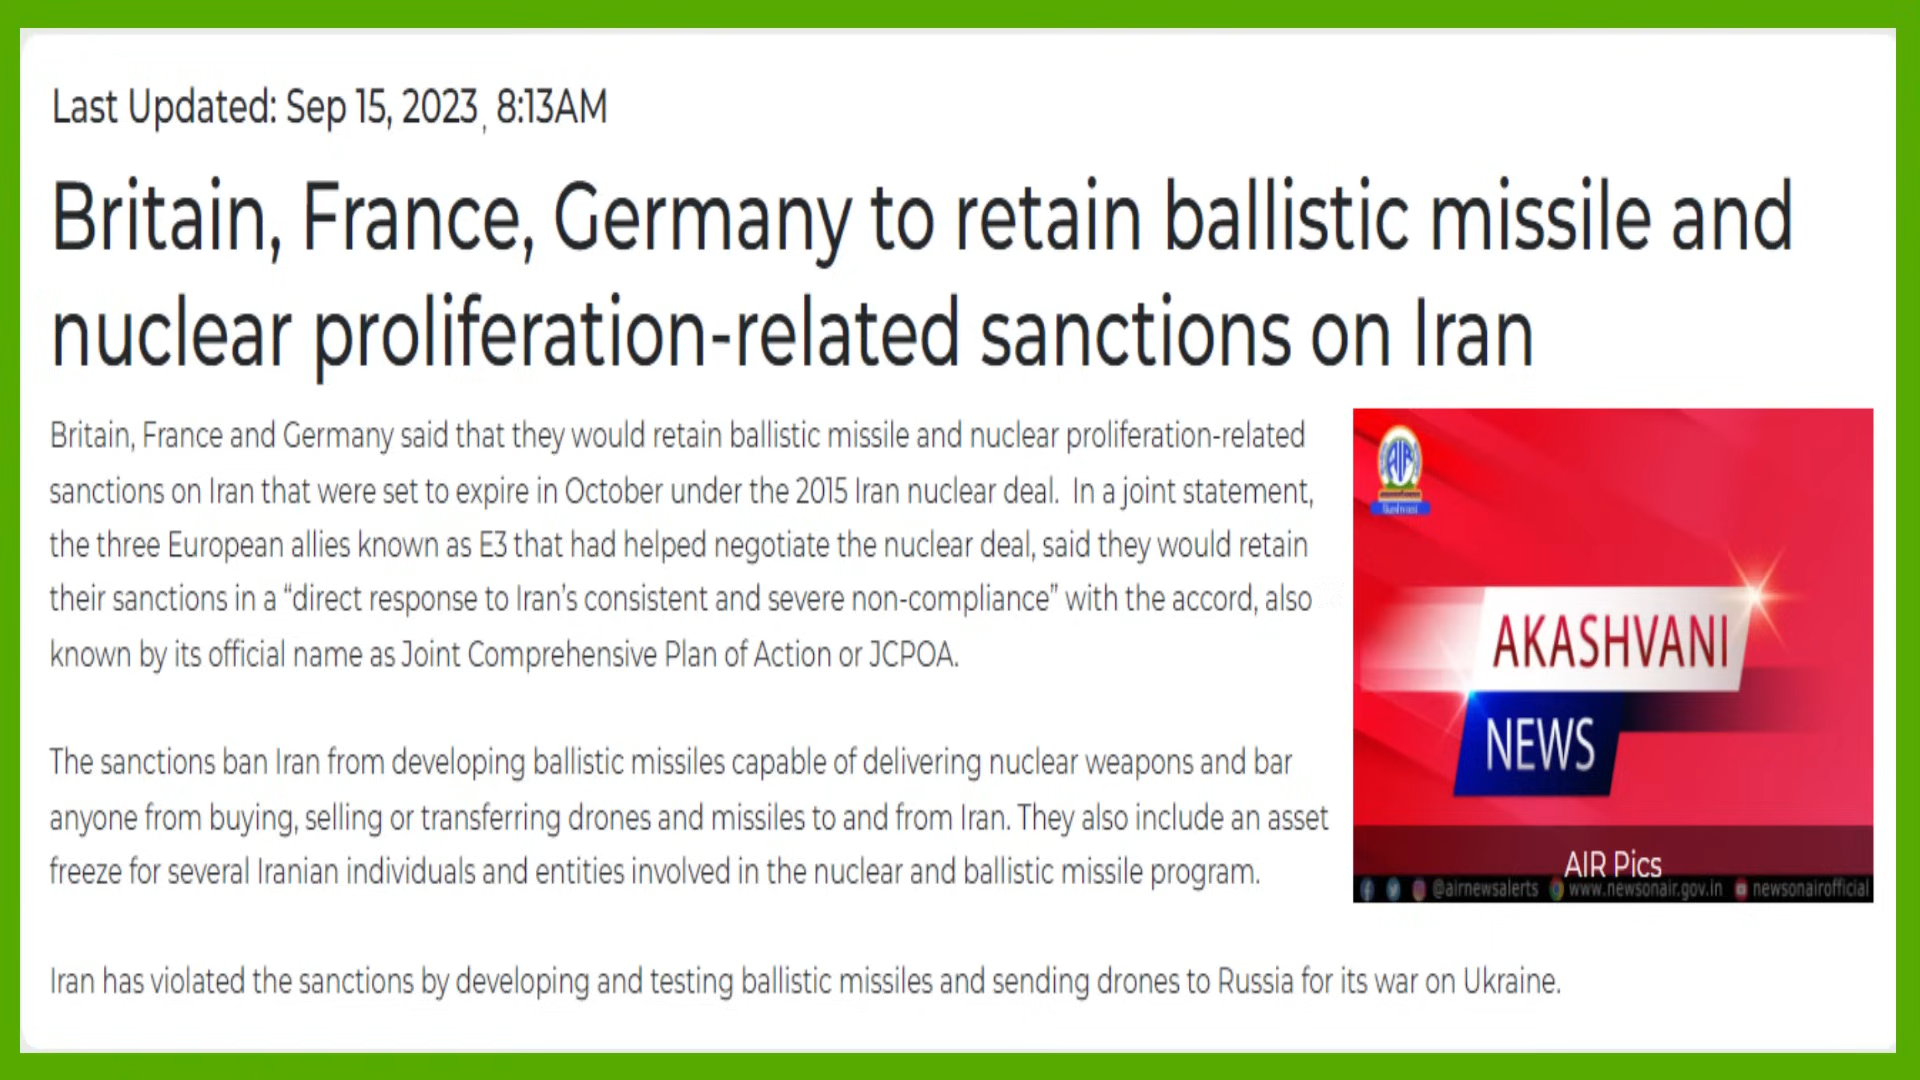 Last Updated: Sep 15, 2023, 8:13AM
Britain, France, Germany to retain ballistic missile and
nuclear proliferation-related sanctions on Iran
Britain, France and Germany said that they would retain ballistic missile and nuclear proliferation-related
sanctions on Iran that were set to expire in October under the 2015 Iran nuclear deal. In a joint statement,
the three European allies known as E3 that had helped negotiate the nuclear deal, said they would retain
their sanctions in a “direct response to Iran’s consistent and severe non-compliance” with the accord, also
known by its official name as Joint Comprehensive Plan of Action or JCPOA.
The sanctions ban Iran from developing ballistic missiles capable of delivering nuclear weapons and bar
anyone from buying, selling or transferring drones and missiles to and from Iran. They also include an asset
freeze for several Iranian individuals and entities involved in the nuclear and ballistic missile program.
Iran has violated the sanctions by developing and testing ballistic missiles and sending drones to Russia for its war on Ukraine.
AIR
AKASHVANI
NEWS
AIR Pics
@airnewsalerts www.newsonair.gov.in newsonairofficial